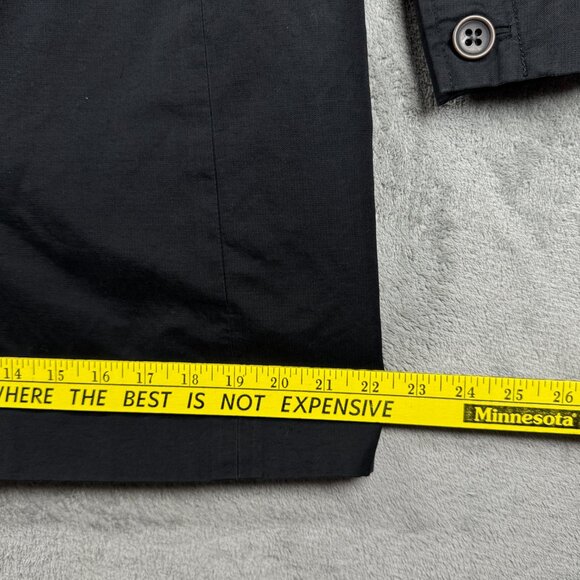 14 15 16 17 18 19 20 21 22 23 24 25 26
WHERE THE BEST IS NOT EXPENSIVE
Minnesota